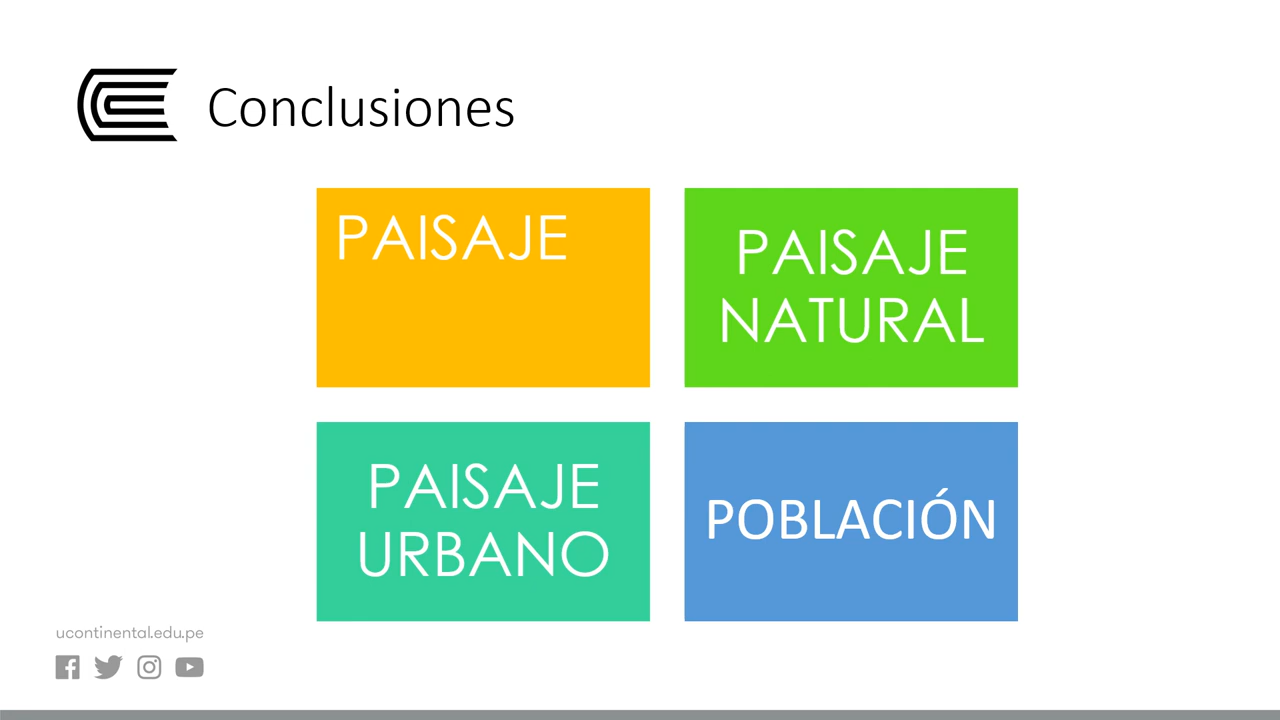 Conclusiones
PAISAJE
PAISAJE
NATURAL
PAISAJE
URBANO
POBLACIÓN
ucontinental.edu.pe